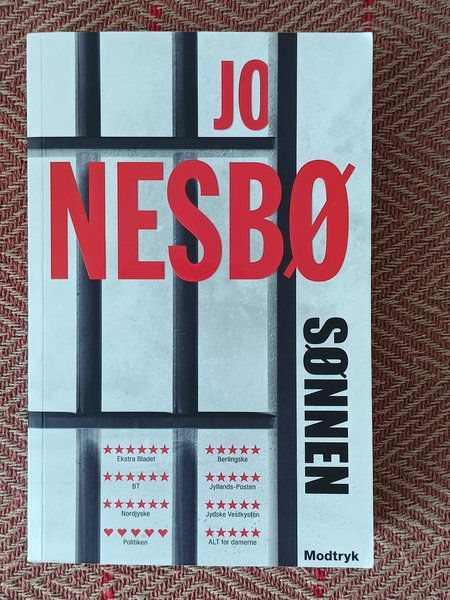 JO
NESBØ
SØNNEN
★★★★★★
Ekstra Bladet
★★★★★★
BT
★★★★★★
Nordjyske
♥♥♥♥♥
Politiken
★★★★★
Berlingske
★★★★★
Jyllands-Posten
★★★★★
Jydske Vestkysten
★★★★★
ALT for damerne
Modtryk